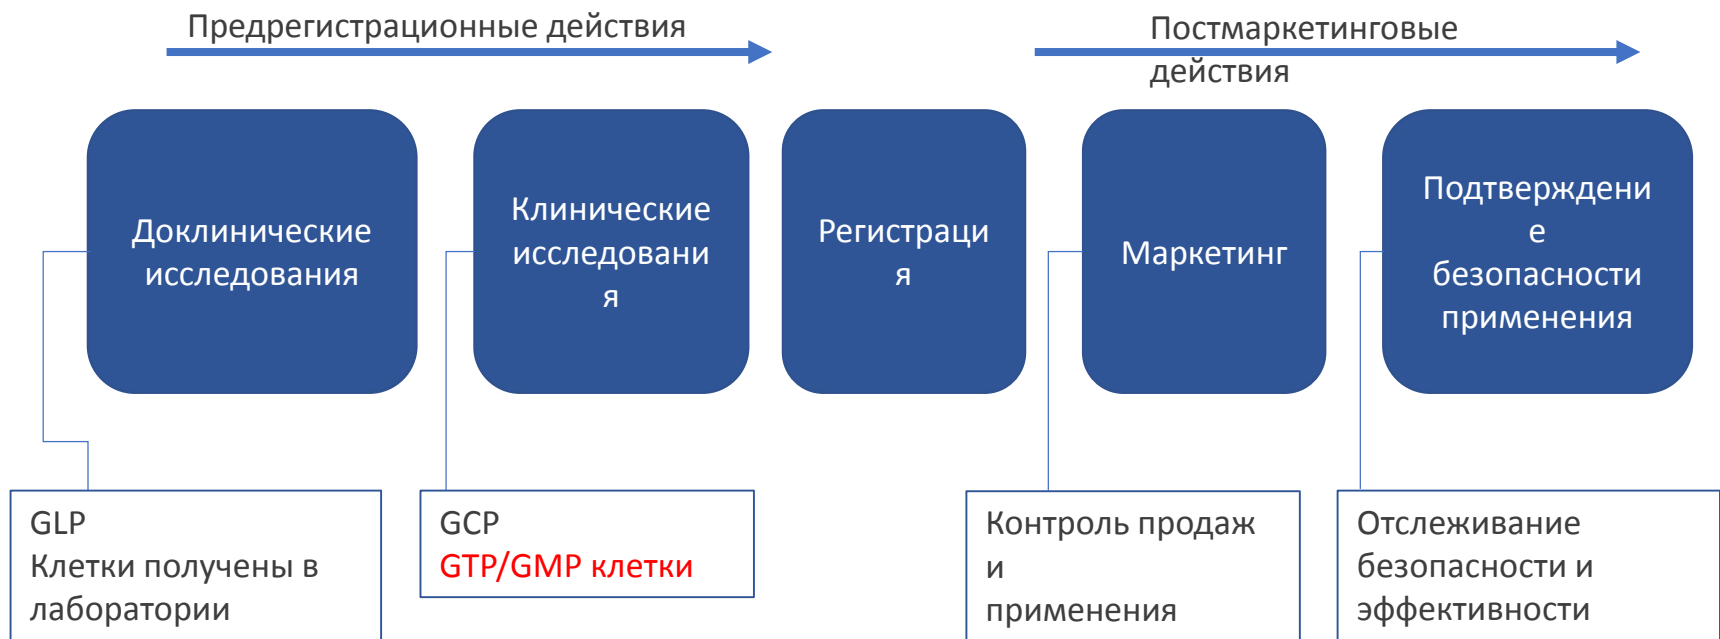 Предрегистрационные действия
Постмаркетинговые
действия
Доклинические
исследования
Клинические
исследовани
я
Регистраци
я
Маркетинг
Подтверждени
е
безопасности
применения
GLP
Клетки получены в
лаборатории
GCP
GTP/GMP клетки
Контроль продаж
и
применения
Отслеживание
безопасности и
эффективности